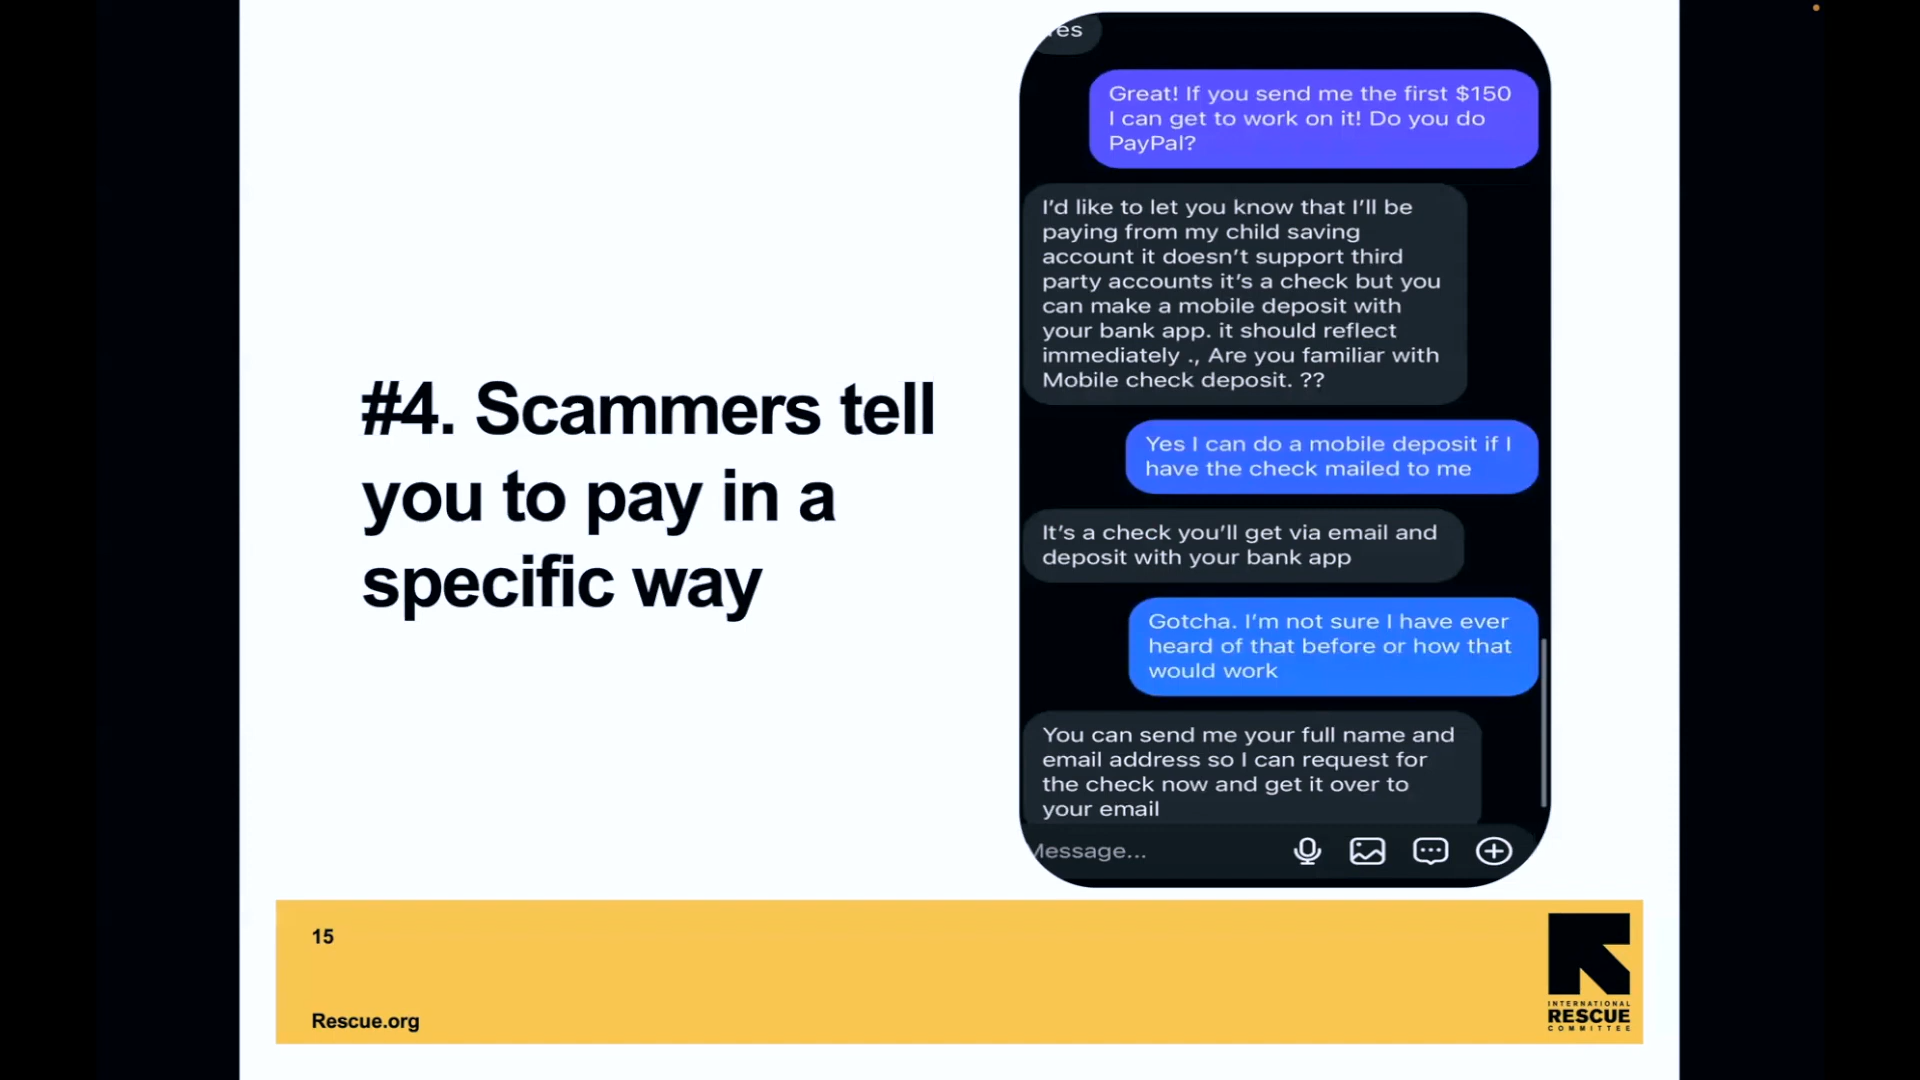 #4. Scammers tell
you to pay in a
specific way
Great! If you send me the first $150
I can get to work on it! Do you do
PayPal?
I'd like to let you know that I'll be
paying from my child saving
account it doesn't support third
party accounts it's a check but you
can make a mobile deposit with
your bank app. it should reflect
immediately ., Are you familiar with
Mobile check deposit. ??
Yes I can do a mobile deposit if I
have the check mailed to me
It's a check you'll get via email and
deposit with your bank app
Gotcha. I'm not sure I have ever
heard of that before or how that
would work
You can send me your full name and
email address so I can request for
the check now and get it over to
your email
Message...
15
Rescue.org
INTERNATIONAL
RESCUE
COMMITTEE